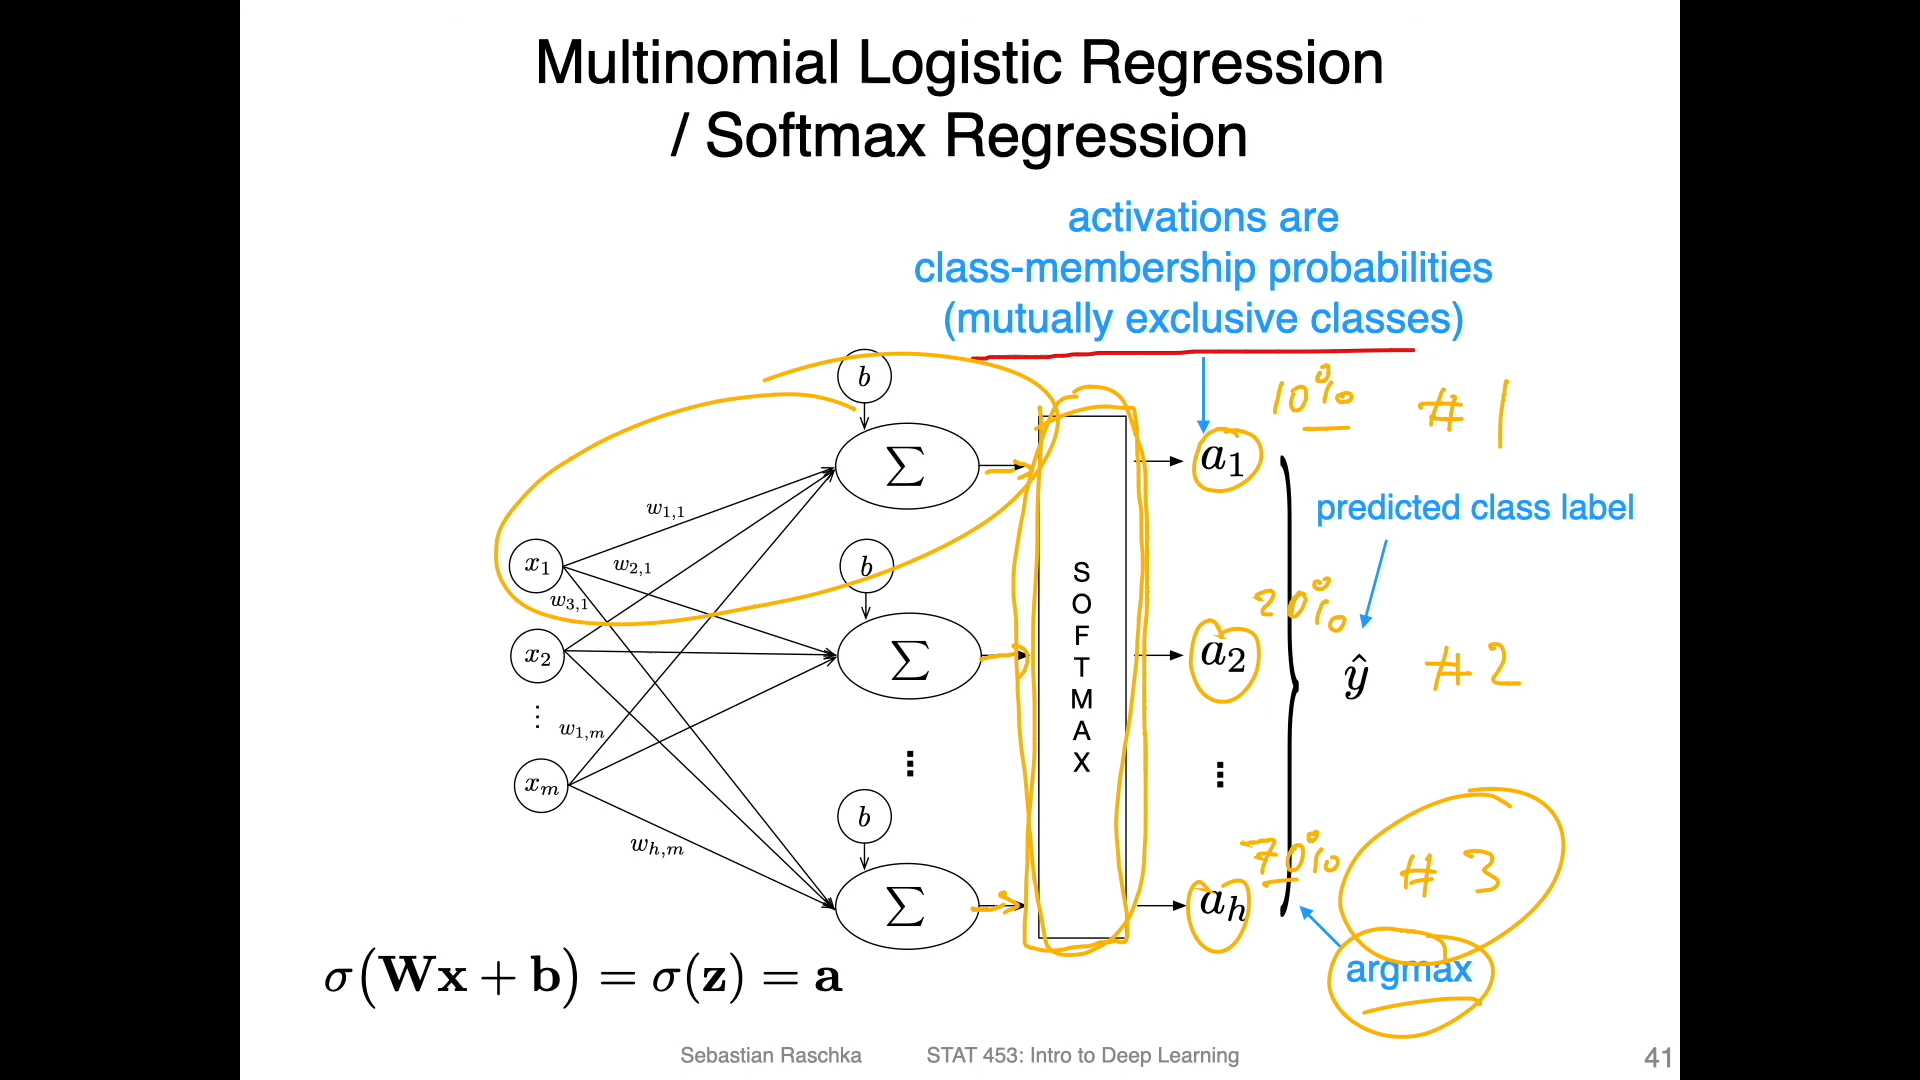 Multinomial Logistic Regression
/ Softmax Regression
activations are
class-membership probabilities
(mutually exclusive classes)
b
10% #1
∑
a₁
w₁,₁
predicted class label
x₁
w₂,₁
b
SOFTMAX
w₃,₁
20%
x₂
∑
a₂
ŷ
#2
⋮
w₁,ₘ
⋮
⋮
xₘ
b
wₕ,ₘ
70%
#3
∑
aₕ
argmax
σ(Wx + b) = σ(z) = a
Sebastian Raschka STAT 453: Intro to Deep Learning 41